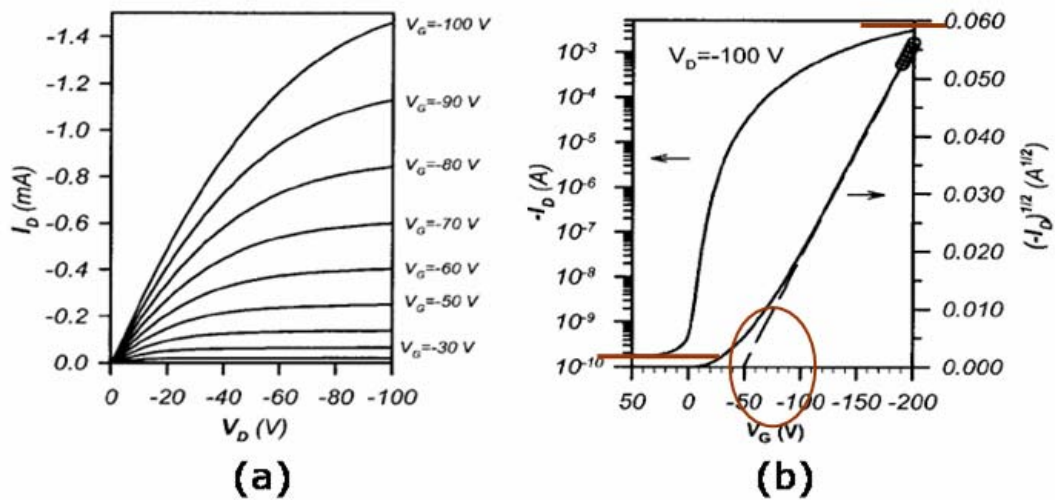 -1.4
-1.2
-1.0
-0.8
-0.6
-0.4
-0.2
0.0
I_D (mA)
V_G=-100 V
V_G=-90 V
V_G=-80 V
V_G=-70 V
V_G=-60 V
V_G=-50 V
V_G=-30 V
0 -20 -40 -60 -80 -100
V_D (V)
(a)
10⁻³
10⁻⁴
10⁻⁵
10⁻⁶
10⁻⁷
10⁻⁸
10⁻⁹
10⁻¹⁰
-I_D (A)
V_D=-100 V
0.060
0.050
0.040
0.030
0.020
0.010
0.000
(-I_D)^1/2 (A^1/2)
50 0 -50 -100 -150 -200
V_G (V)
(b)